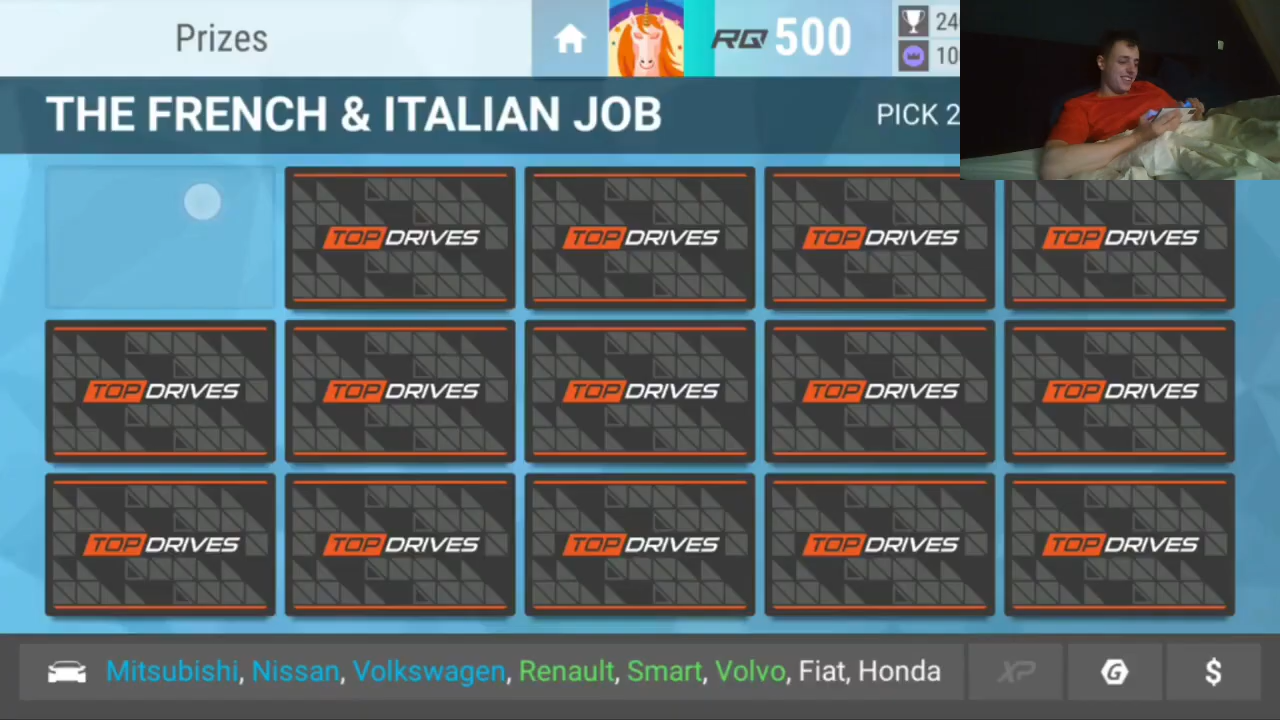 Prizes
RQ 500
24
10
THE FRENCH & ITALIAN JOB
PICK 2
TOP DRIVES
TOP DRIVES
TOP DRIVES
TOP DRIVES
TOP DRIVES
TOP DRIVES
TOP DRIVES
TOP DRIVES
TOP DRIVES
TOP DRIVES
TOP DRIVES
TOP DRIVES
TOP DRIVES
TOP DRIVES
Mitsubishi, Nissan, Volkswagen, Renault, Smart, Volvo, Fiat, Honda
XP
G
$